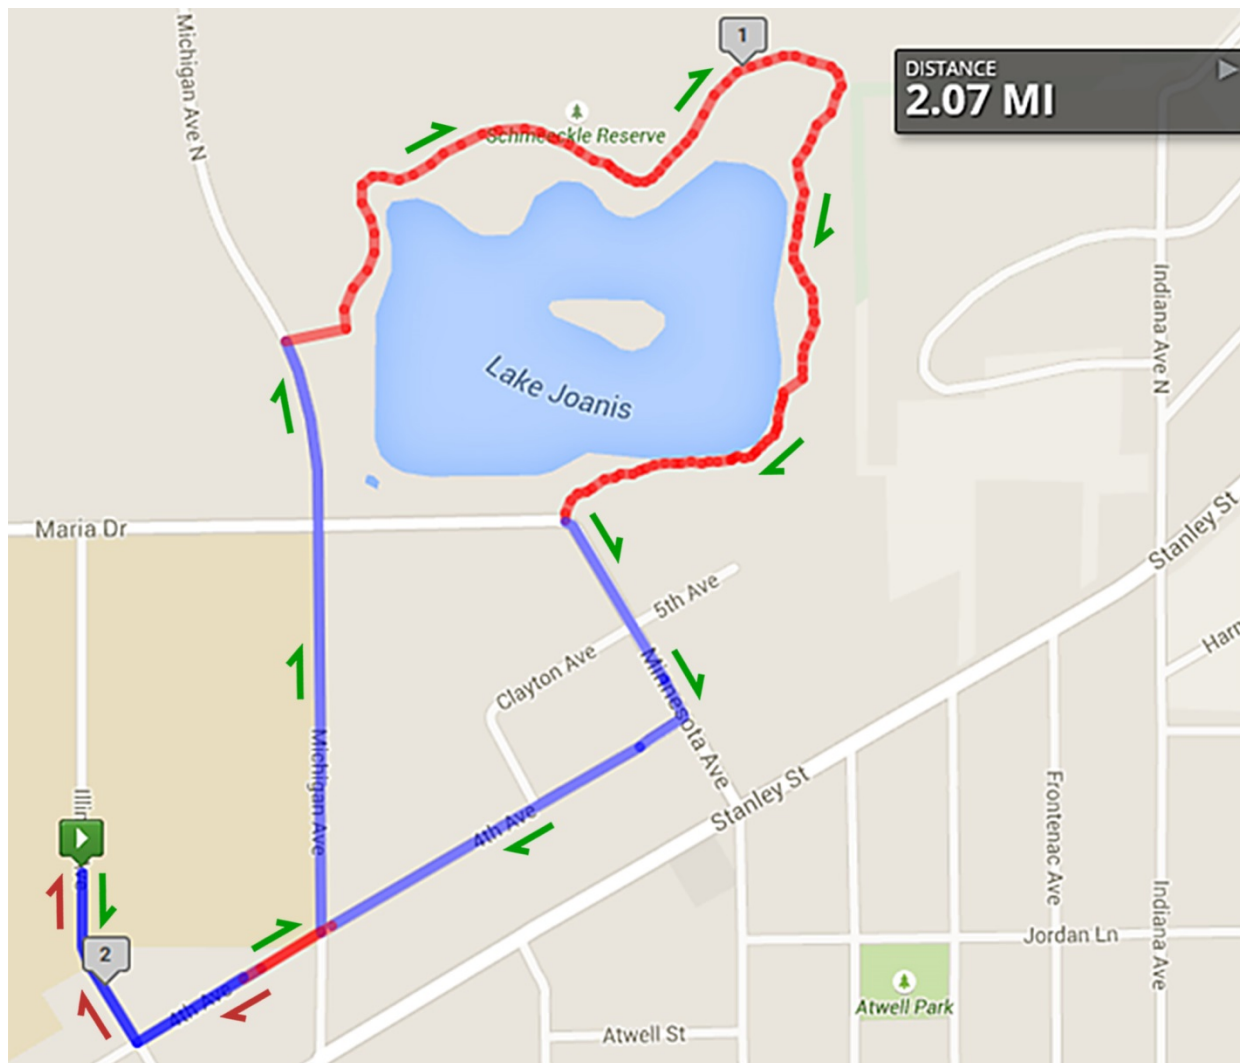 Michigan Ave N
1
DISTANCE
2.07 MI
Schmeeckle Reserve
Indiana Ave N
Lake Joanis
Maria Dr
Stanley St
5th Ave
Clayton Ave
Minnesota Ave
Michigan Ave
Stanley St
4th Ave
Frontenac Ave
Indiana Ave
Jordan Ln
2
4th Ave
Atwell Park
Atwell St